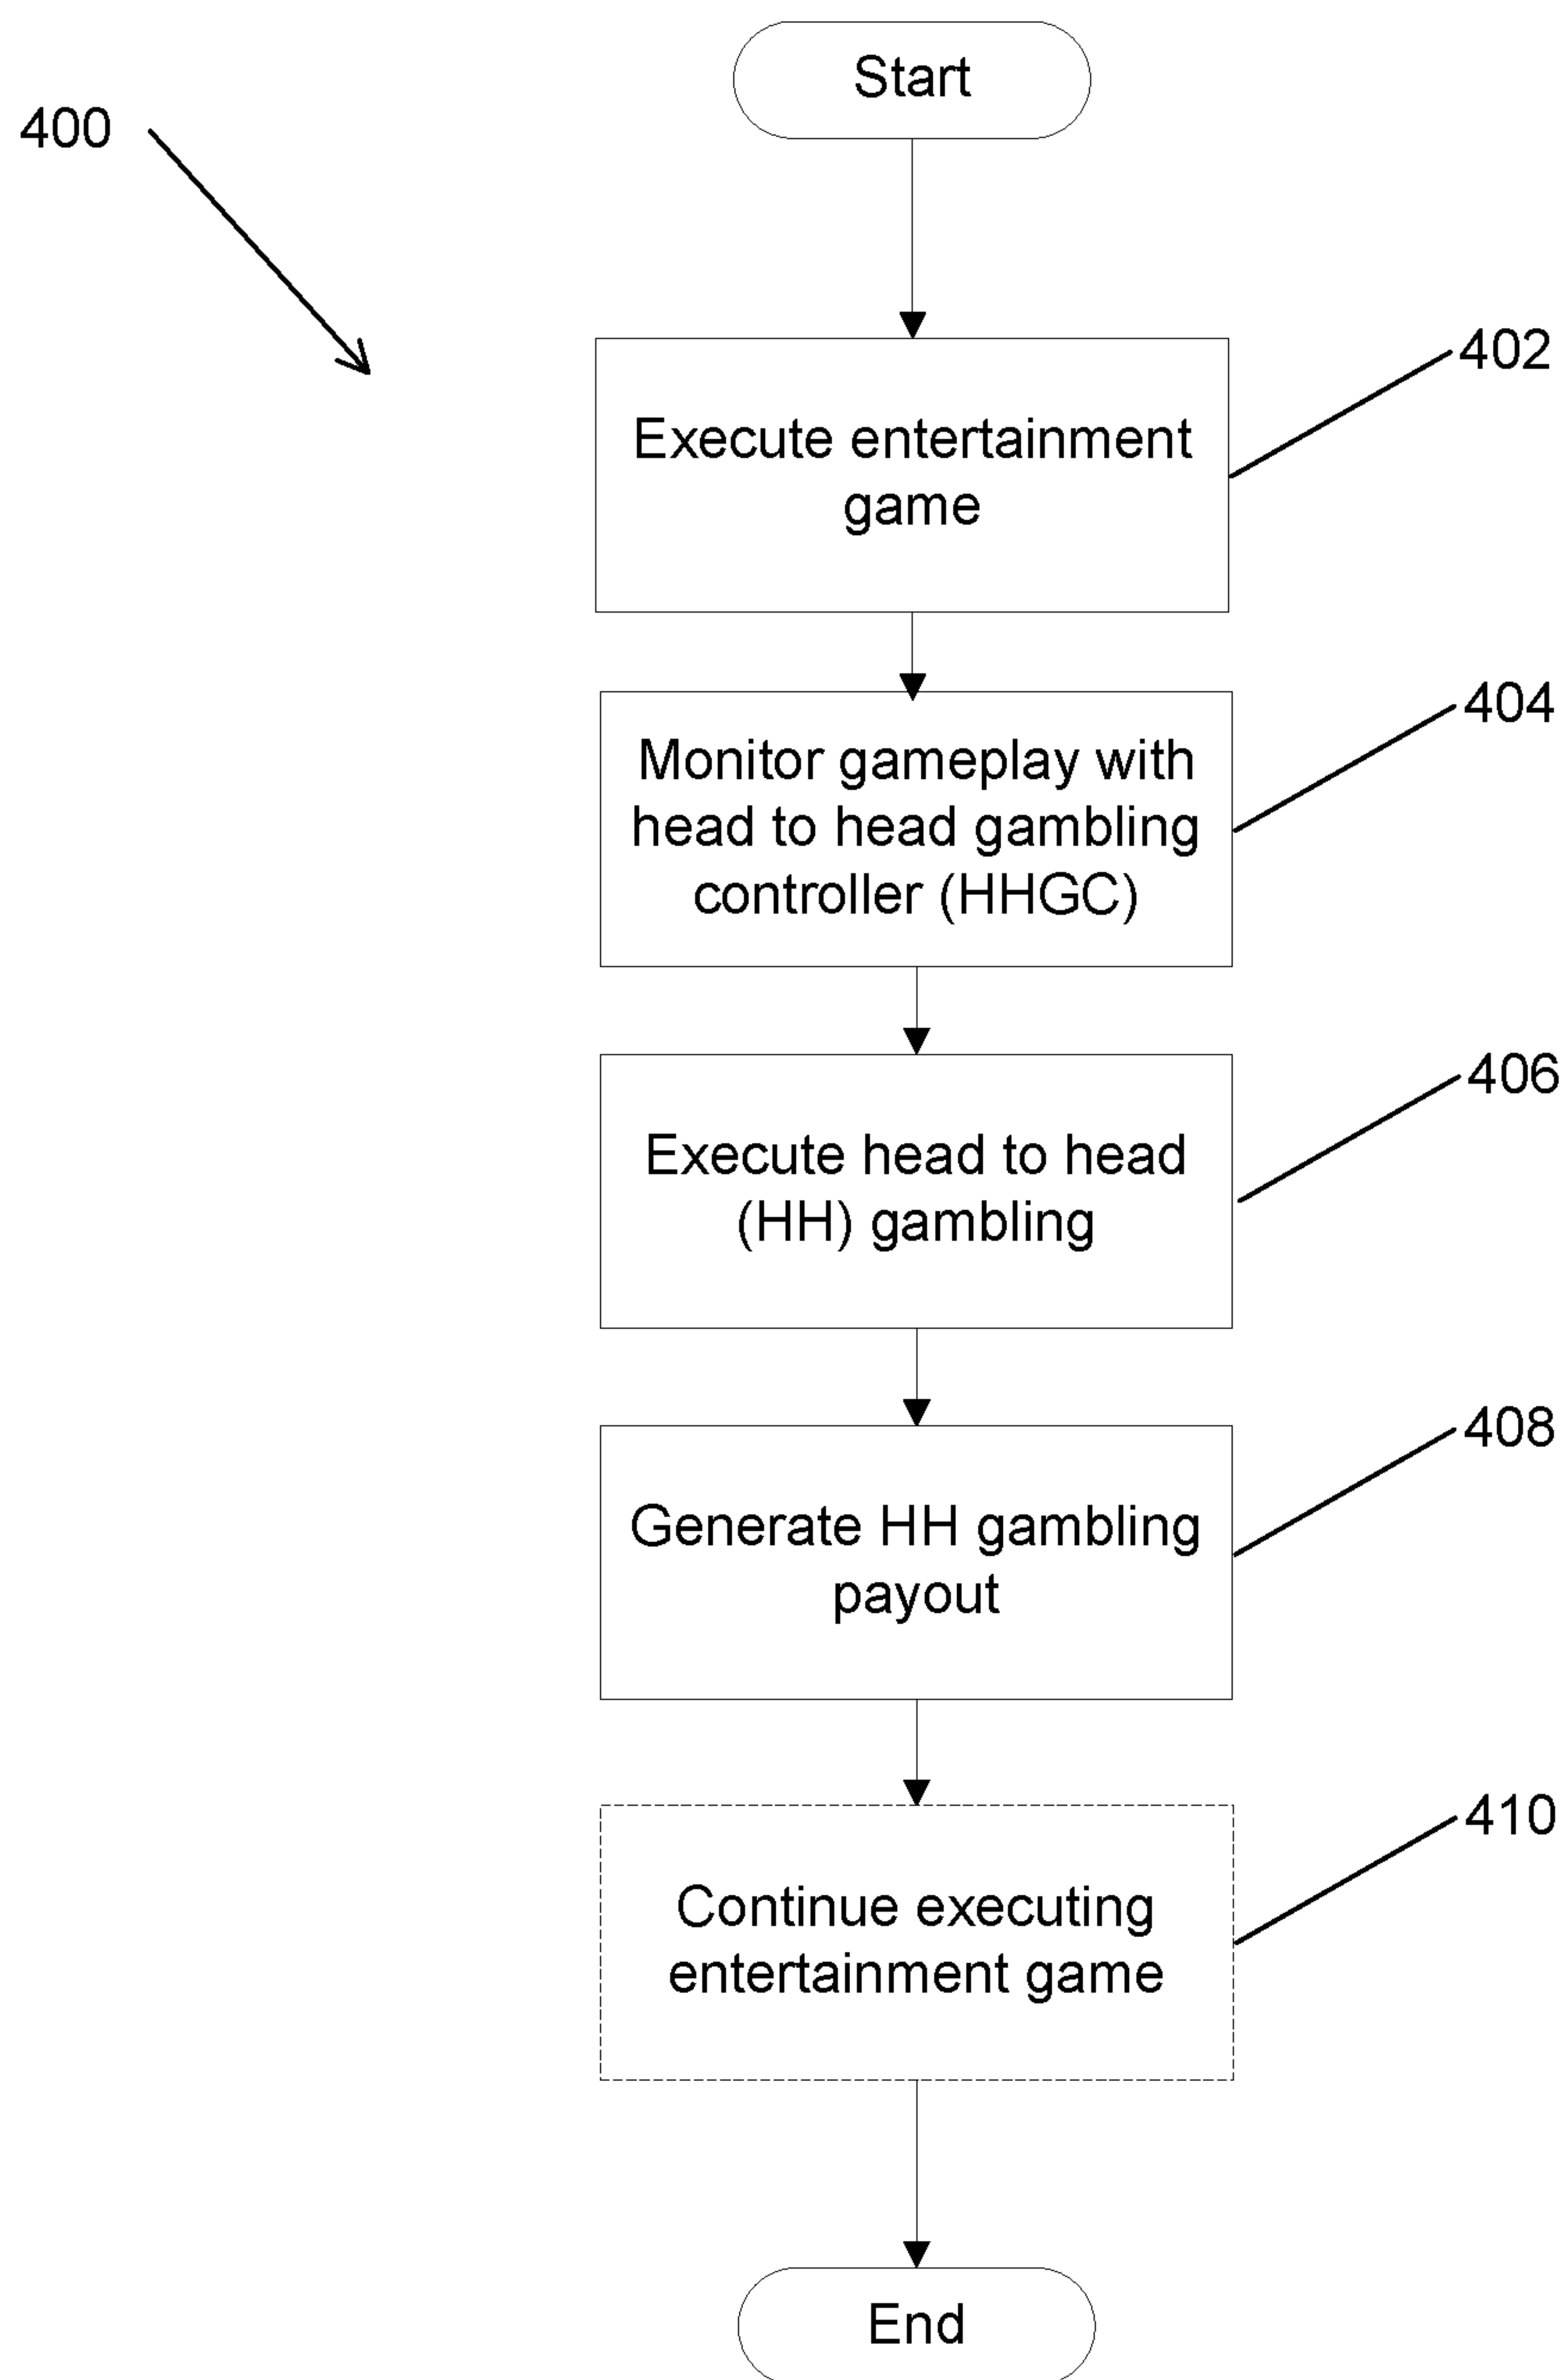 Start
400
402
Execute entertainment
game
404
Monitor gameplay with
head to head gambling
controller (HHGC)
406
Execute head to head
(HH) gambling
408
Generate HH gambling
payout
410
Continue executing
entertainment game
End